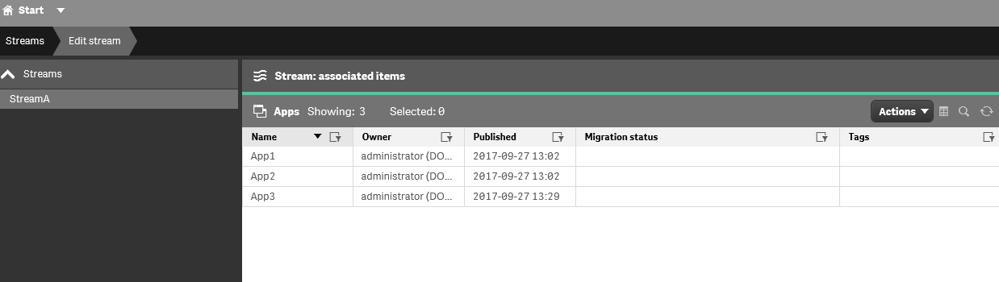 Start
Streams Edit stream
Streams
StreamA
Stream: associated items
Apps Showing: 3 Selected: 0 Actions
Name Owner Published Migration status Tags
App1 administrator (DO... 2017-09-27 13:02
App2 administrator (DO... 2017-09-27 13:02
App3 administrator (DO... 2017-09-27 13:29